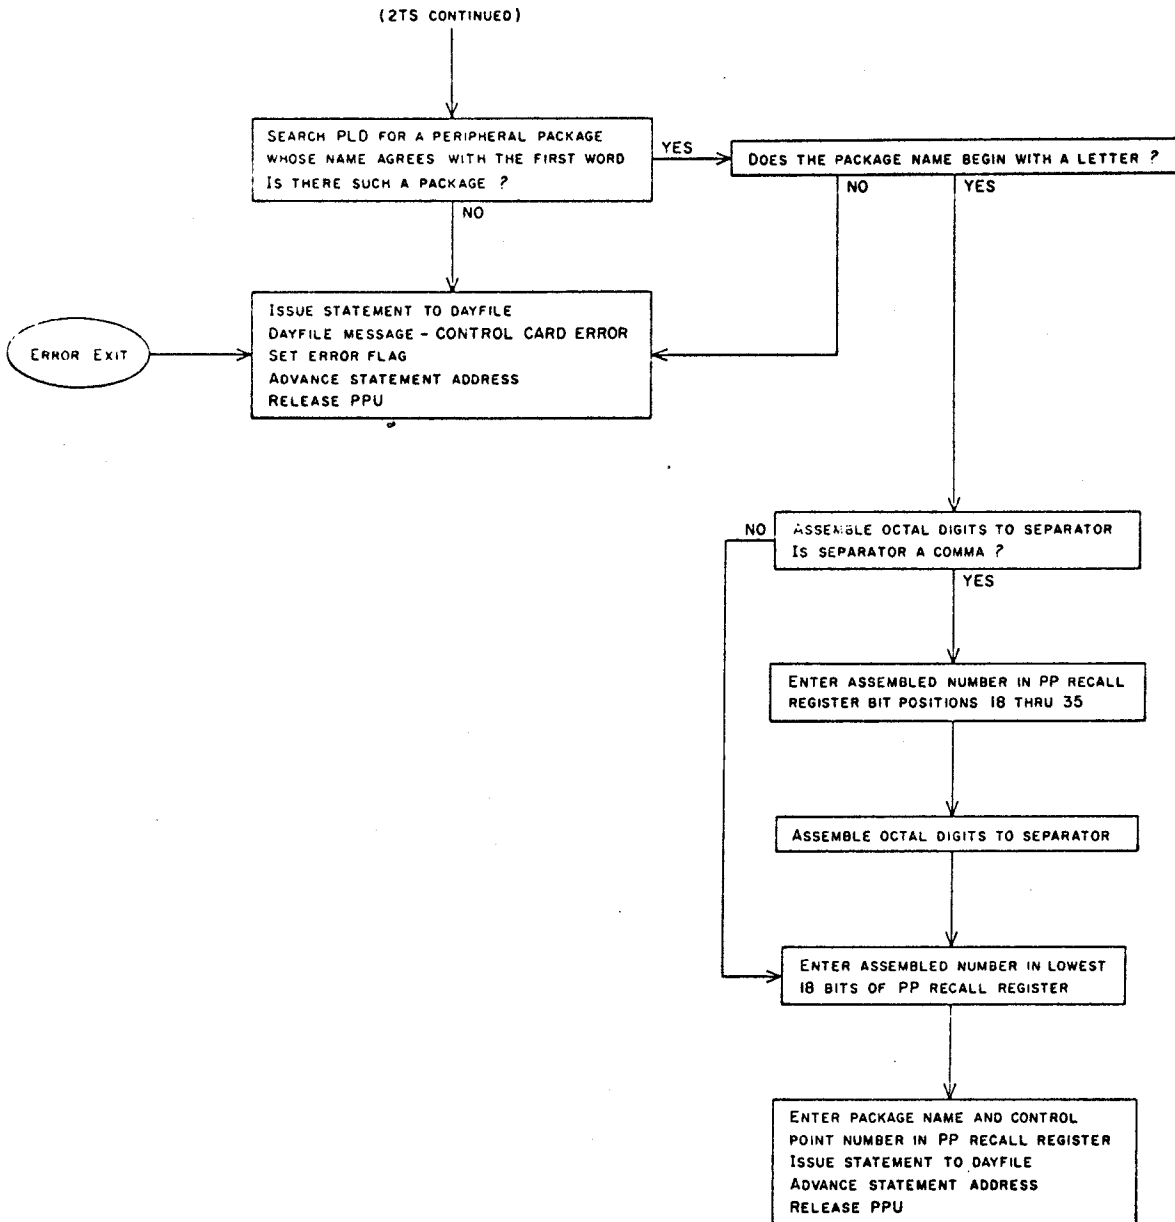 (2TS CONTINUED)
SEARCH PLD FOR A PERIPHERAL PACKAGE
WHOSE NAME AGREES WITH THE FIRST WORD
IS THERE SUCH A PACKAGE ?
YES
DOES THE PACKAGE NAME BEGIN WITH A LETTER ?
NO
YES
NO
ISSUE STATEMENT TO DAYFILE
DAYFILE MESSAGE – CONTROL CARD ERROR
SET ERROR FLAG
ADVANCE STATEMENT ADDRESS
RELEASE PPU
ERROR EXIT
NO
ASSEMBLE OCTAL DIGITS TO SEPARATOR
IS SEPARATOR A COMMA ?
YES
ENTER ASSEMBLED NUMBER IN PP RECALL
REGISTER BIT POSITIONS 18 THRU 35
ASSEMBLE OCTAL DIGITS TO SEPARATOR
ENTER ASSEMBLED NUMBER IN LOWEST
18 BITS OF PP RECALL REGISTER
ENTER PACKAGE NAME AND CONTROL
POINT NUMBER IN PP RECALL REGISTER
ISSUE STATEMENT TO DAYFILE
ADVANCE STATEMENT ADDRESS
RELEASE PPU